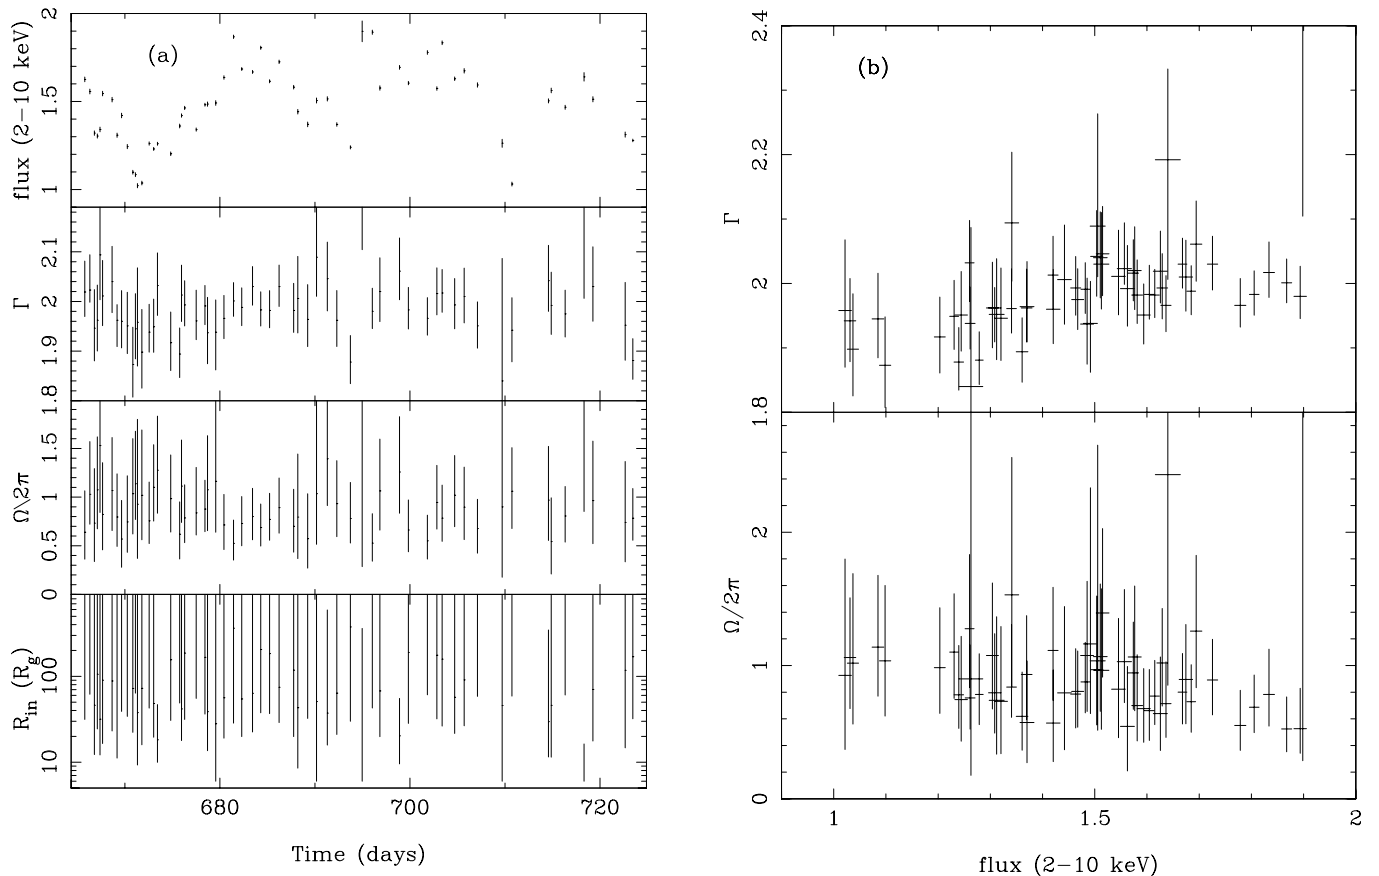 (a)
flux (2−10 keV)
2
1.5
1
Γ
2.1
2
1.9
1.8
Ω\2π
1.5
1
0.5
0
R_in (R_g)
100
10
680
700
720
Time (days)
(b)
Γ
2.4
2.2
2
1.8
Ω/2π
2
1
0
1
1.5
2
flux (2−10 keV)